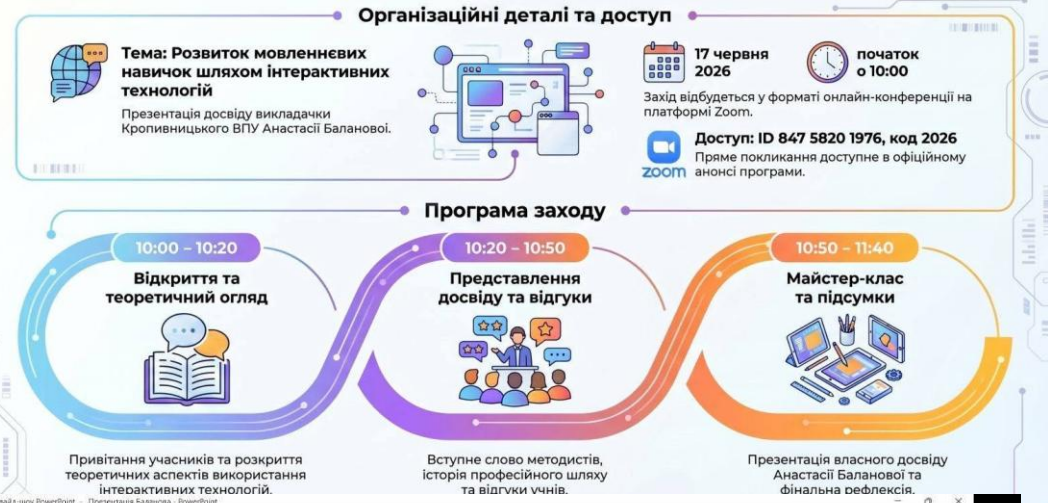 Організаційні деталі та доступ
Тема: Розвиток мовленнєвих
навичок шляхом інтерактивних
технологій
Презентація досвіду викладачки
Кропивницького ВПУ Анастасії Баланової.
17 червня
2026
початок
о 10:00
Захід відбудеться у форматі онлайн-конференції на
платформі Zoom.
zoom
Доступ: ID 847 5820 1976, код 2026
Пряме покликання доступне в офіційному
анонсі програми.
Програма заходу
10:00 – 10:20
Відкриття та
теоретичний огляд
Привітання учасників та розкриття
теоретичних аспектів використання
інтерактивних технологій.
10:20 – 10:50
Представлення
досвіду та відгуки
Вступне слово методистів,
історія професійного шляху
та відгуки учнів.
10:50 – 11:40
Майстер-клас
та підсумки
Презентація власного досвіду
Анастасії Баланової та
фінальна рефлексія.
PowerPoint - Презентація Баланова - PowerPoint